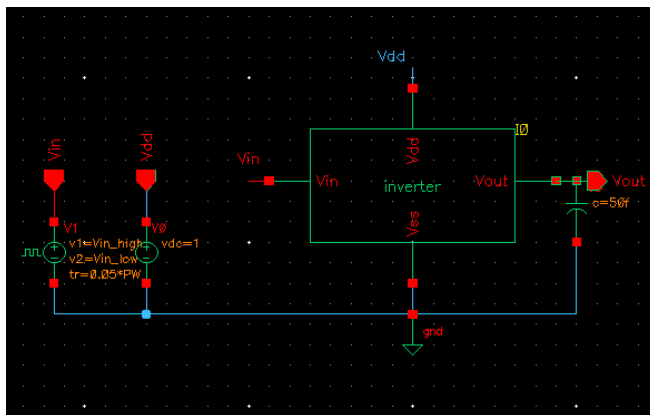 Vdd
I0
Vin
Vdd
Vin
Vdd
Vin
inverter
Vout
Vout
c=50f
Vss
V1
V0
v1=Vin_high
vdc=1
v2=Vin_low
tr=0.05*PW
gnd